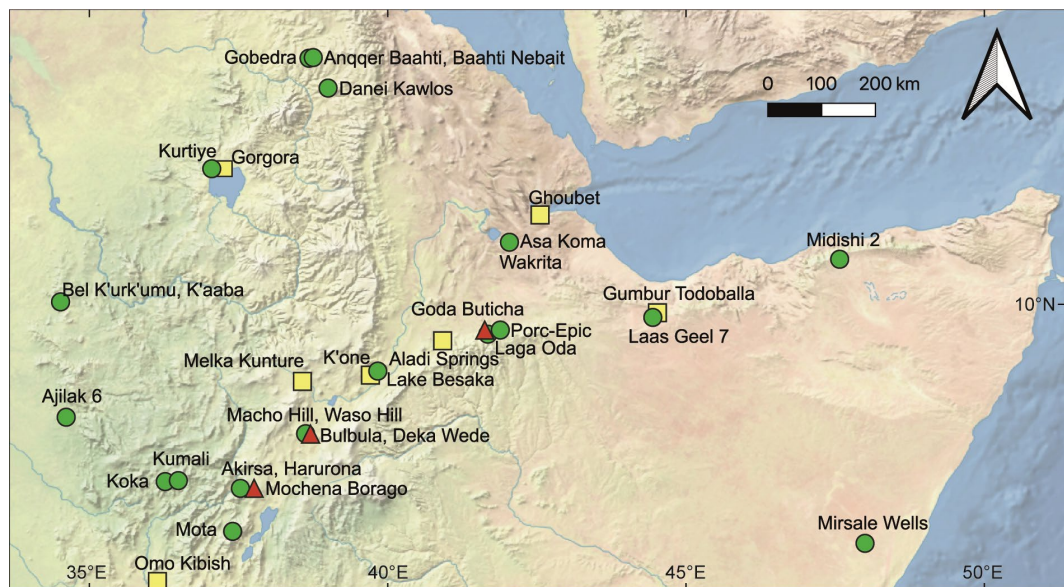 Gobedra
Anqqer Baahti, Baahti Nebait
Danei Kawlos
0 100 200 km
Kurtiye
Gorgora
Ghoubet
Asa Koma
Wakrita
Midishi 2
Bel K'urk'umu, K'aaba
Gumbur Todoballa
10°N
Goda Buticha
Porc-Epic
Laas Geel 7
Laga Oda
Melka Kunture
K'one
Aladi Springs
Lake Besaka
Ajilak 6
Macho Hill, Waso Hill
Bulbula, Deka Wede
Kumali
Akirsa, Harurona
Koka
Mochena Borago
Mota
Mirsale Wells
Omo Kibish
35°E
40°E
45°E
50°E